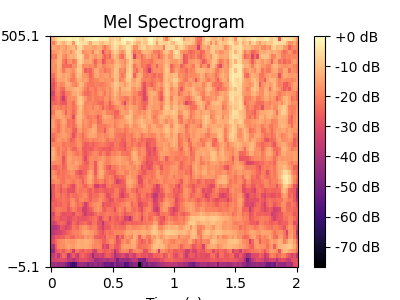 Mel Spectrogram
505.1
−5.1
0
0.5
1
1.5
2
+0 dB
-10 dB
-20 dB
-30 dB
-40 dB
-50 dB
-60 dB
-70 dB